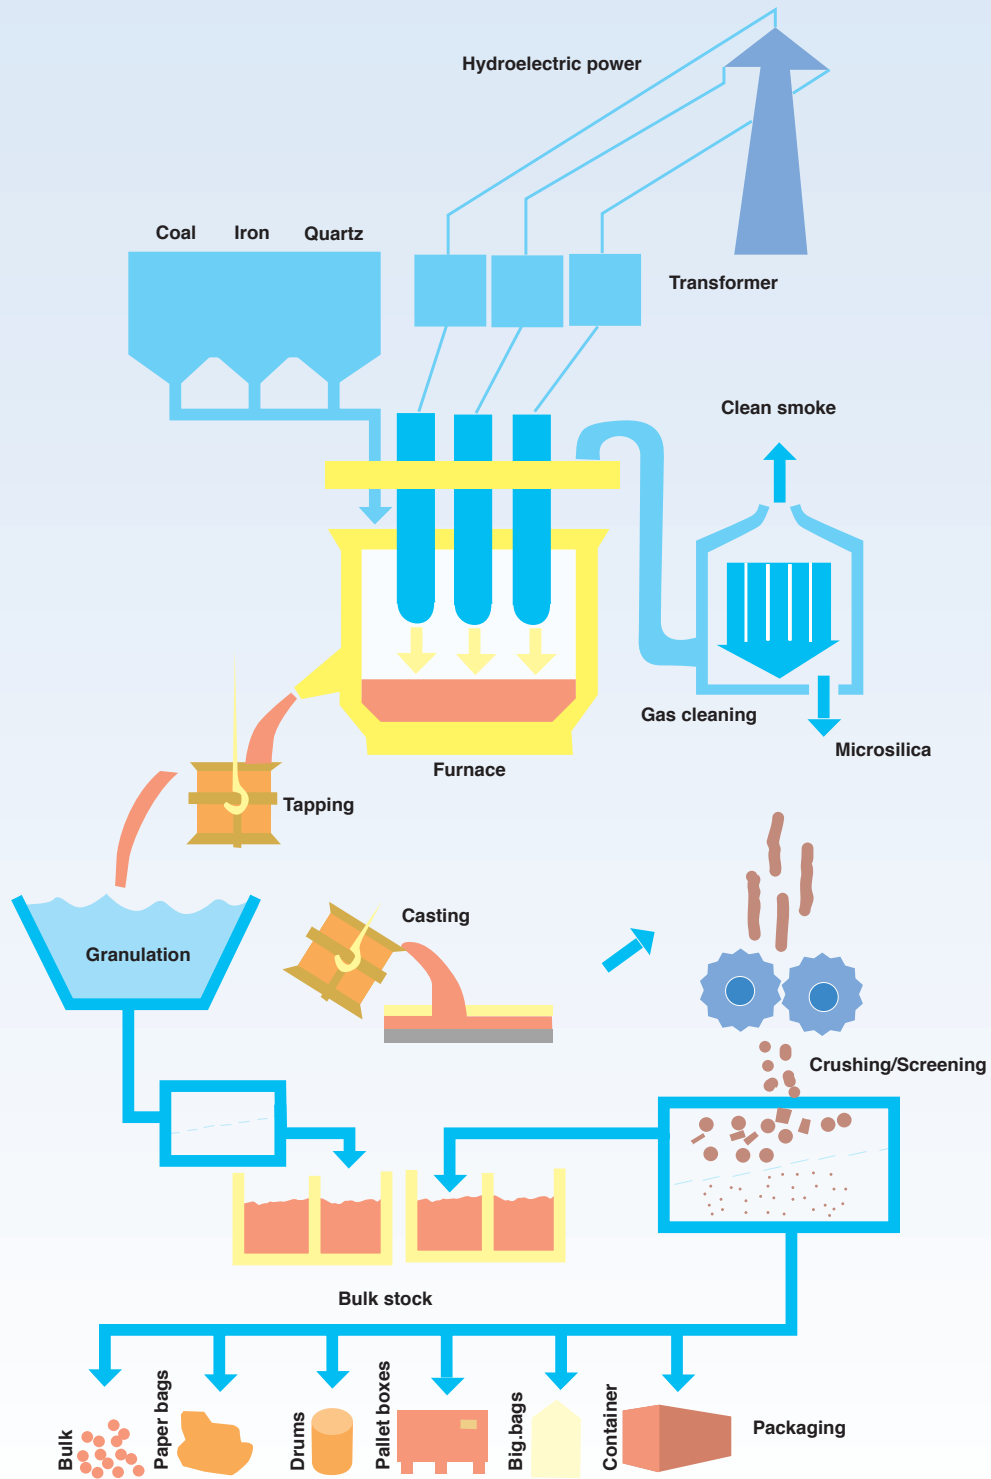 Hydroelectric power
Coal
Iron
Quartz
Transformer
Clean smoke
Gas cleaning
Microsilica
Furnace
Tapping
Casting
Granulation
Crushing/Screening
Bulk stock
Bulk
Paper bags
Drums
Pallet boxes
Big.bags
Container
Packaging